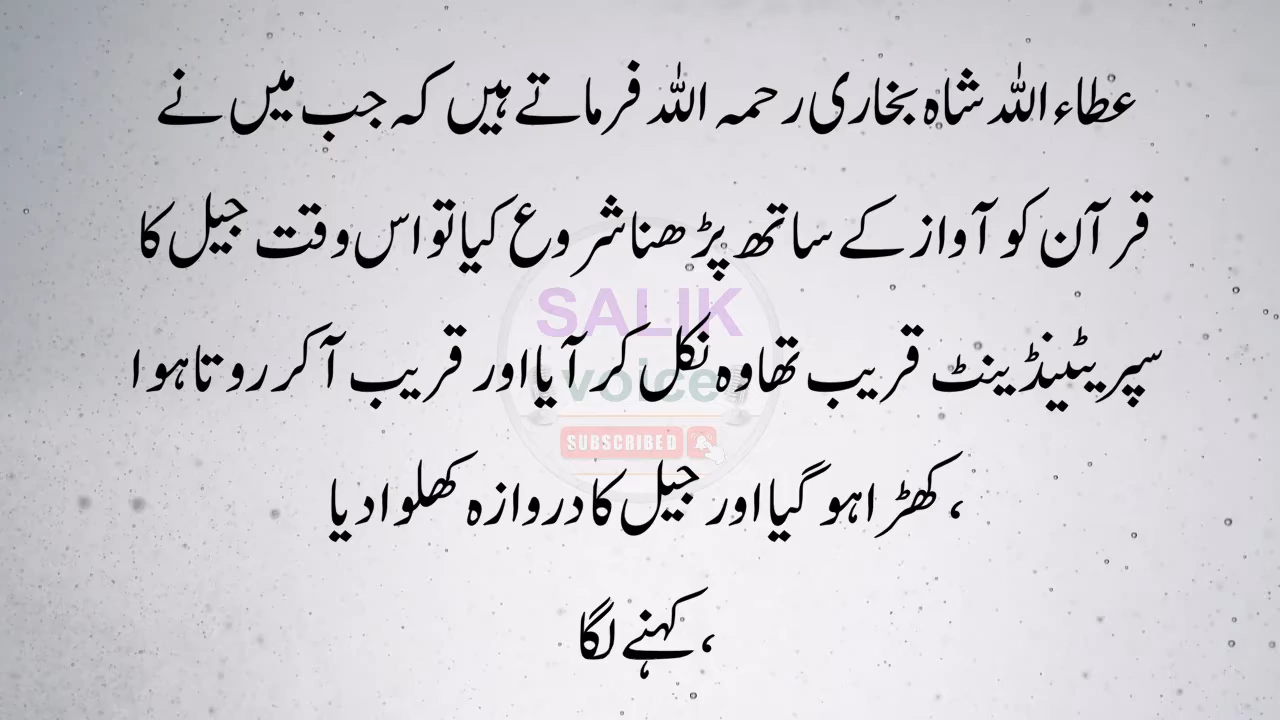 عطاء اللہ شاہ بخاری رحمہ اللہ فرماتے ہیں کہ جب میں نے
قرآن کو آواز کے ساتھ پڑھنا شروع کیا تو اس وقت جیل کا
سپریٹینڈینٹ قریب تھا وہ نکل کر آیا اور قریب آ کر روتا ہوا
، کھڑا ہو گیا اور جیل کا دروازہ کھلوا دیا
، کہنے لگا
SALIK
voice
SUBSCRIBED